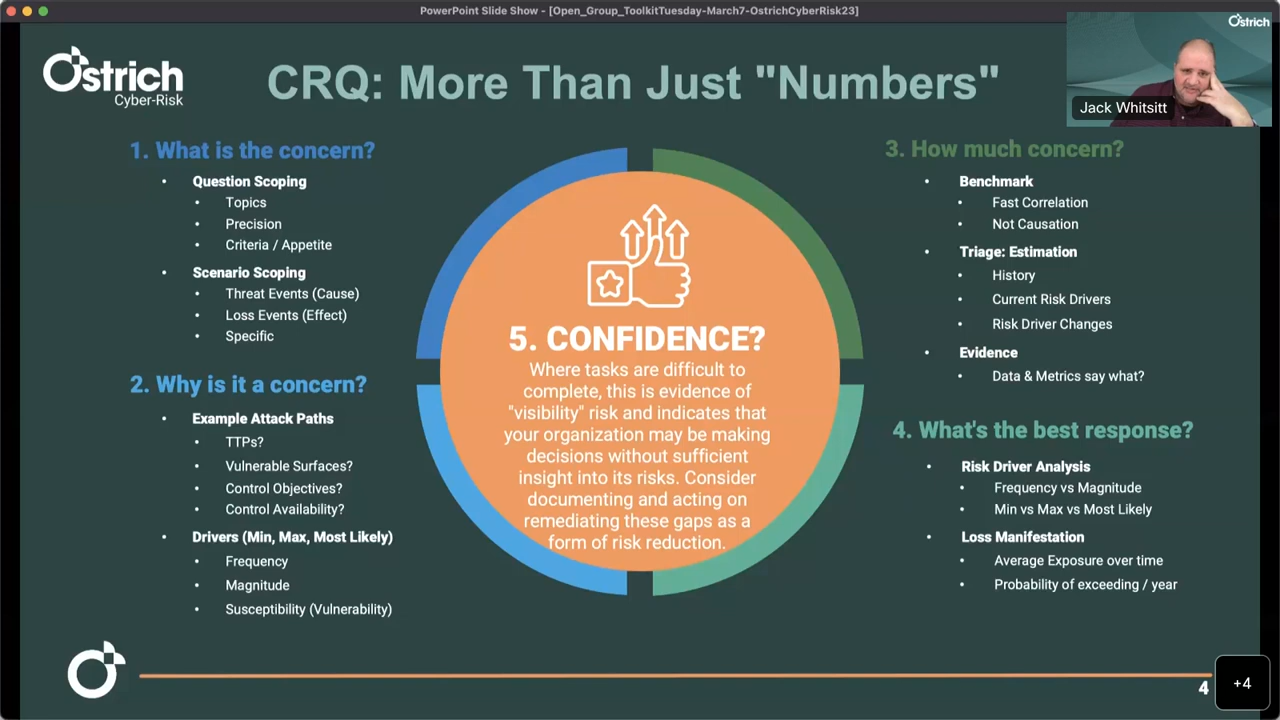 PowerPoint Slide Show - [Open_Group_ToolkitTuesday-March7-OstrichCyberRisk23]
Ostrich
Cyber-Risk
CRQ: More Than Just "Numbers"
Ostrich
Jack Whitsitt
1. What is the concern?
• Question Scoping
• Topics
• Precision
• Criteria / Appetite
• Scenario Scoping
• Threat Events (Cause)
• Loss Events (Effect)
• Specific
2. Why is it a concern?
• Example Attack Paths
• TTPs?
• Vulnerable Surfaces?
• Control Objectives?
• Control Availability?
• Drivers (Min, Max, Most Likely)
• Frequency
• Magnitude
• Susceptibility (Vulnerability)
5. CONFIDENCE?
Where tasks are difficult to
complete, this is evidence of
"visibility" risk and indicates that
your organization may be making
decisions without sufficient
insight into its risks. Consider
documenting and acting on
remediating these gaps as a
form of risk reduction.
3. How much concern?
• Benchmark
• Fast Correlation
• Not Causation
• Triage: Estimation
• History
• Current Risk Drivers
• Risk Driver Changes
• Evidence
• Data & Metrics say what?
4. What's the best response?
• Risk Driver Analysis
• Frequency vs Magnitude
• Min vs Max vs Most Likely
• Loss Manifestation
• Average Exposure over time
• Probability of exceeding / year
4
+4